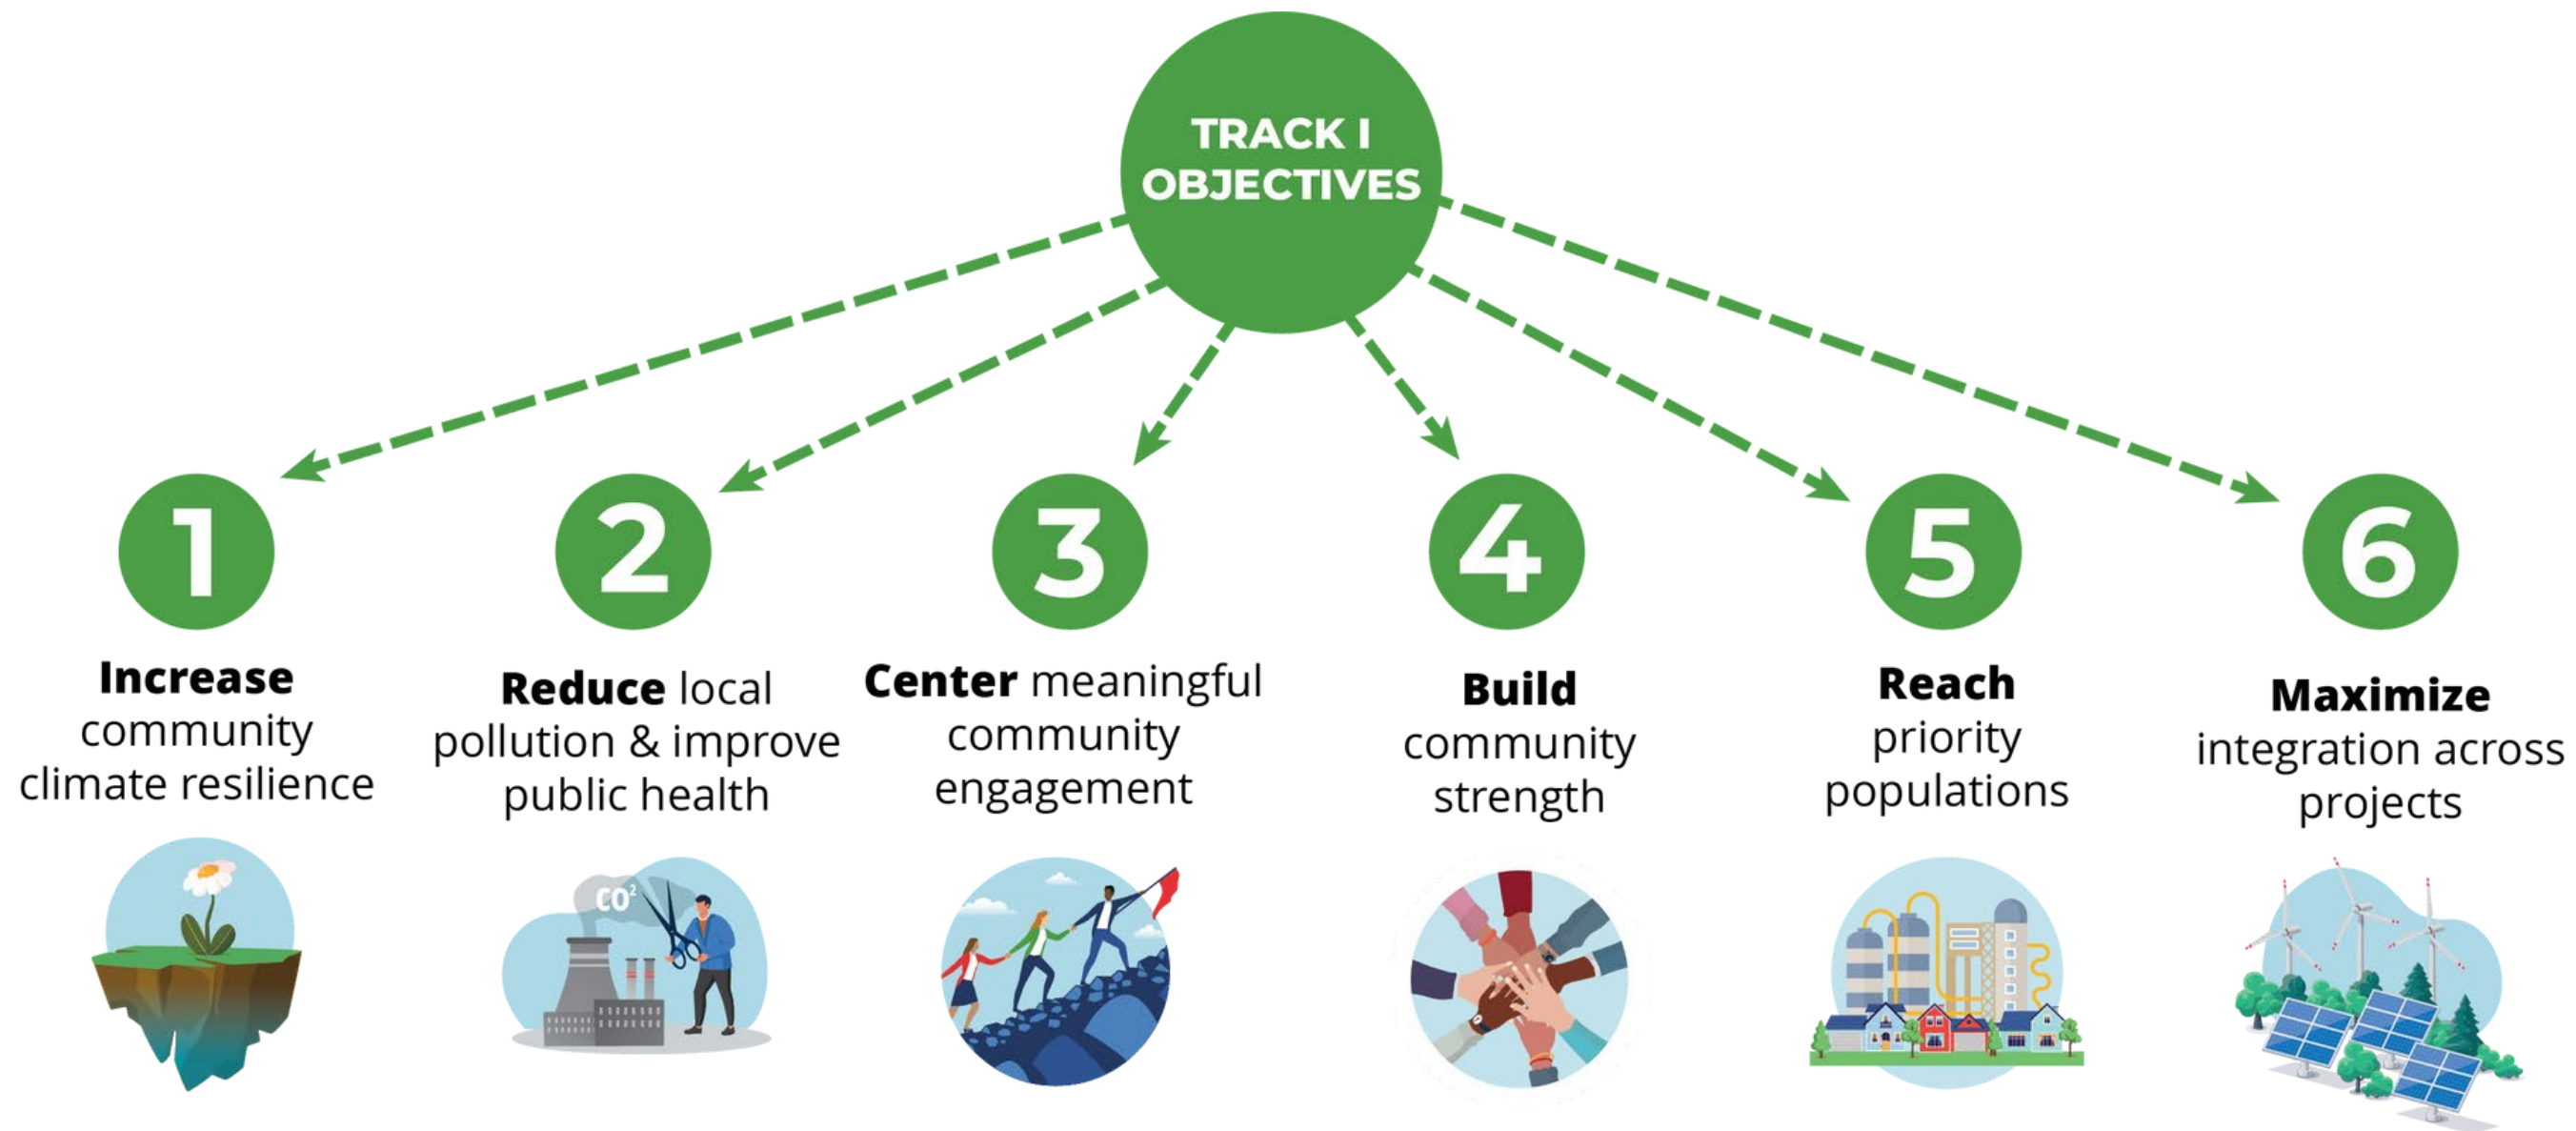 TRACK I
OBJECTIVES
1
Increase
community
climate resilience
2
Reduce local
pollution & improve
public health
CO²
3
Center meaningful
community
engagement
4
Build
community
strength
5
Reach
priority
populations
6
Maximize
integration across
projects